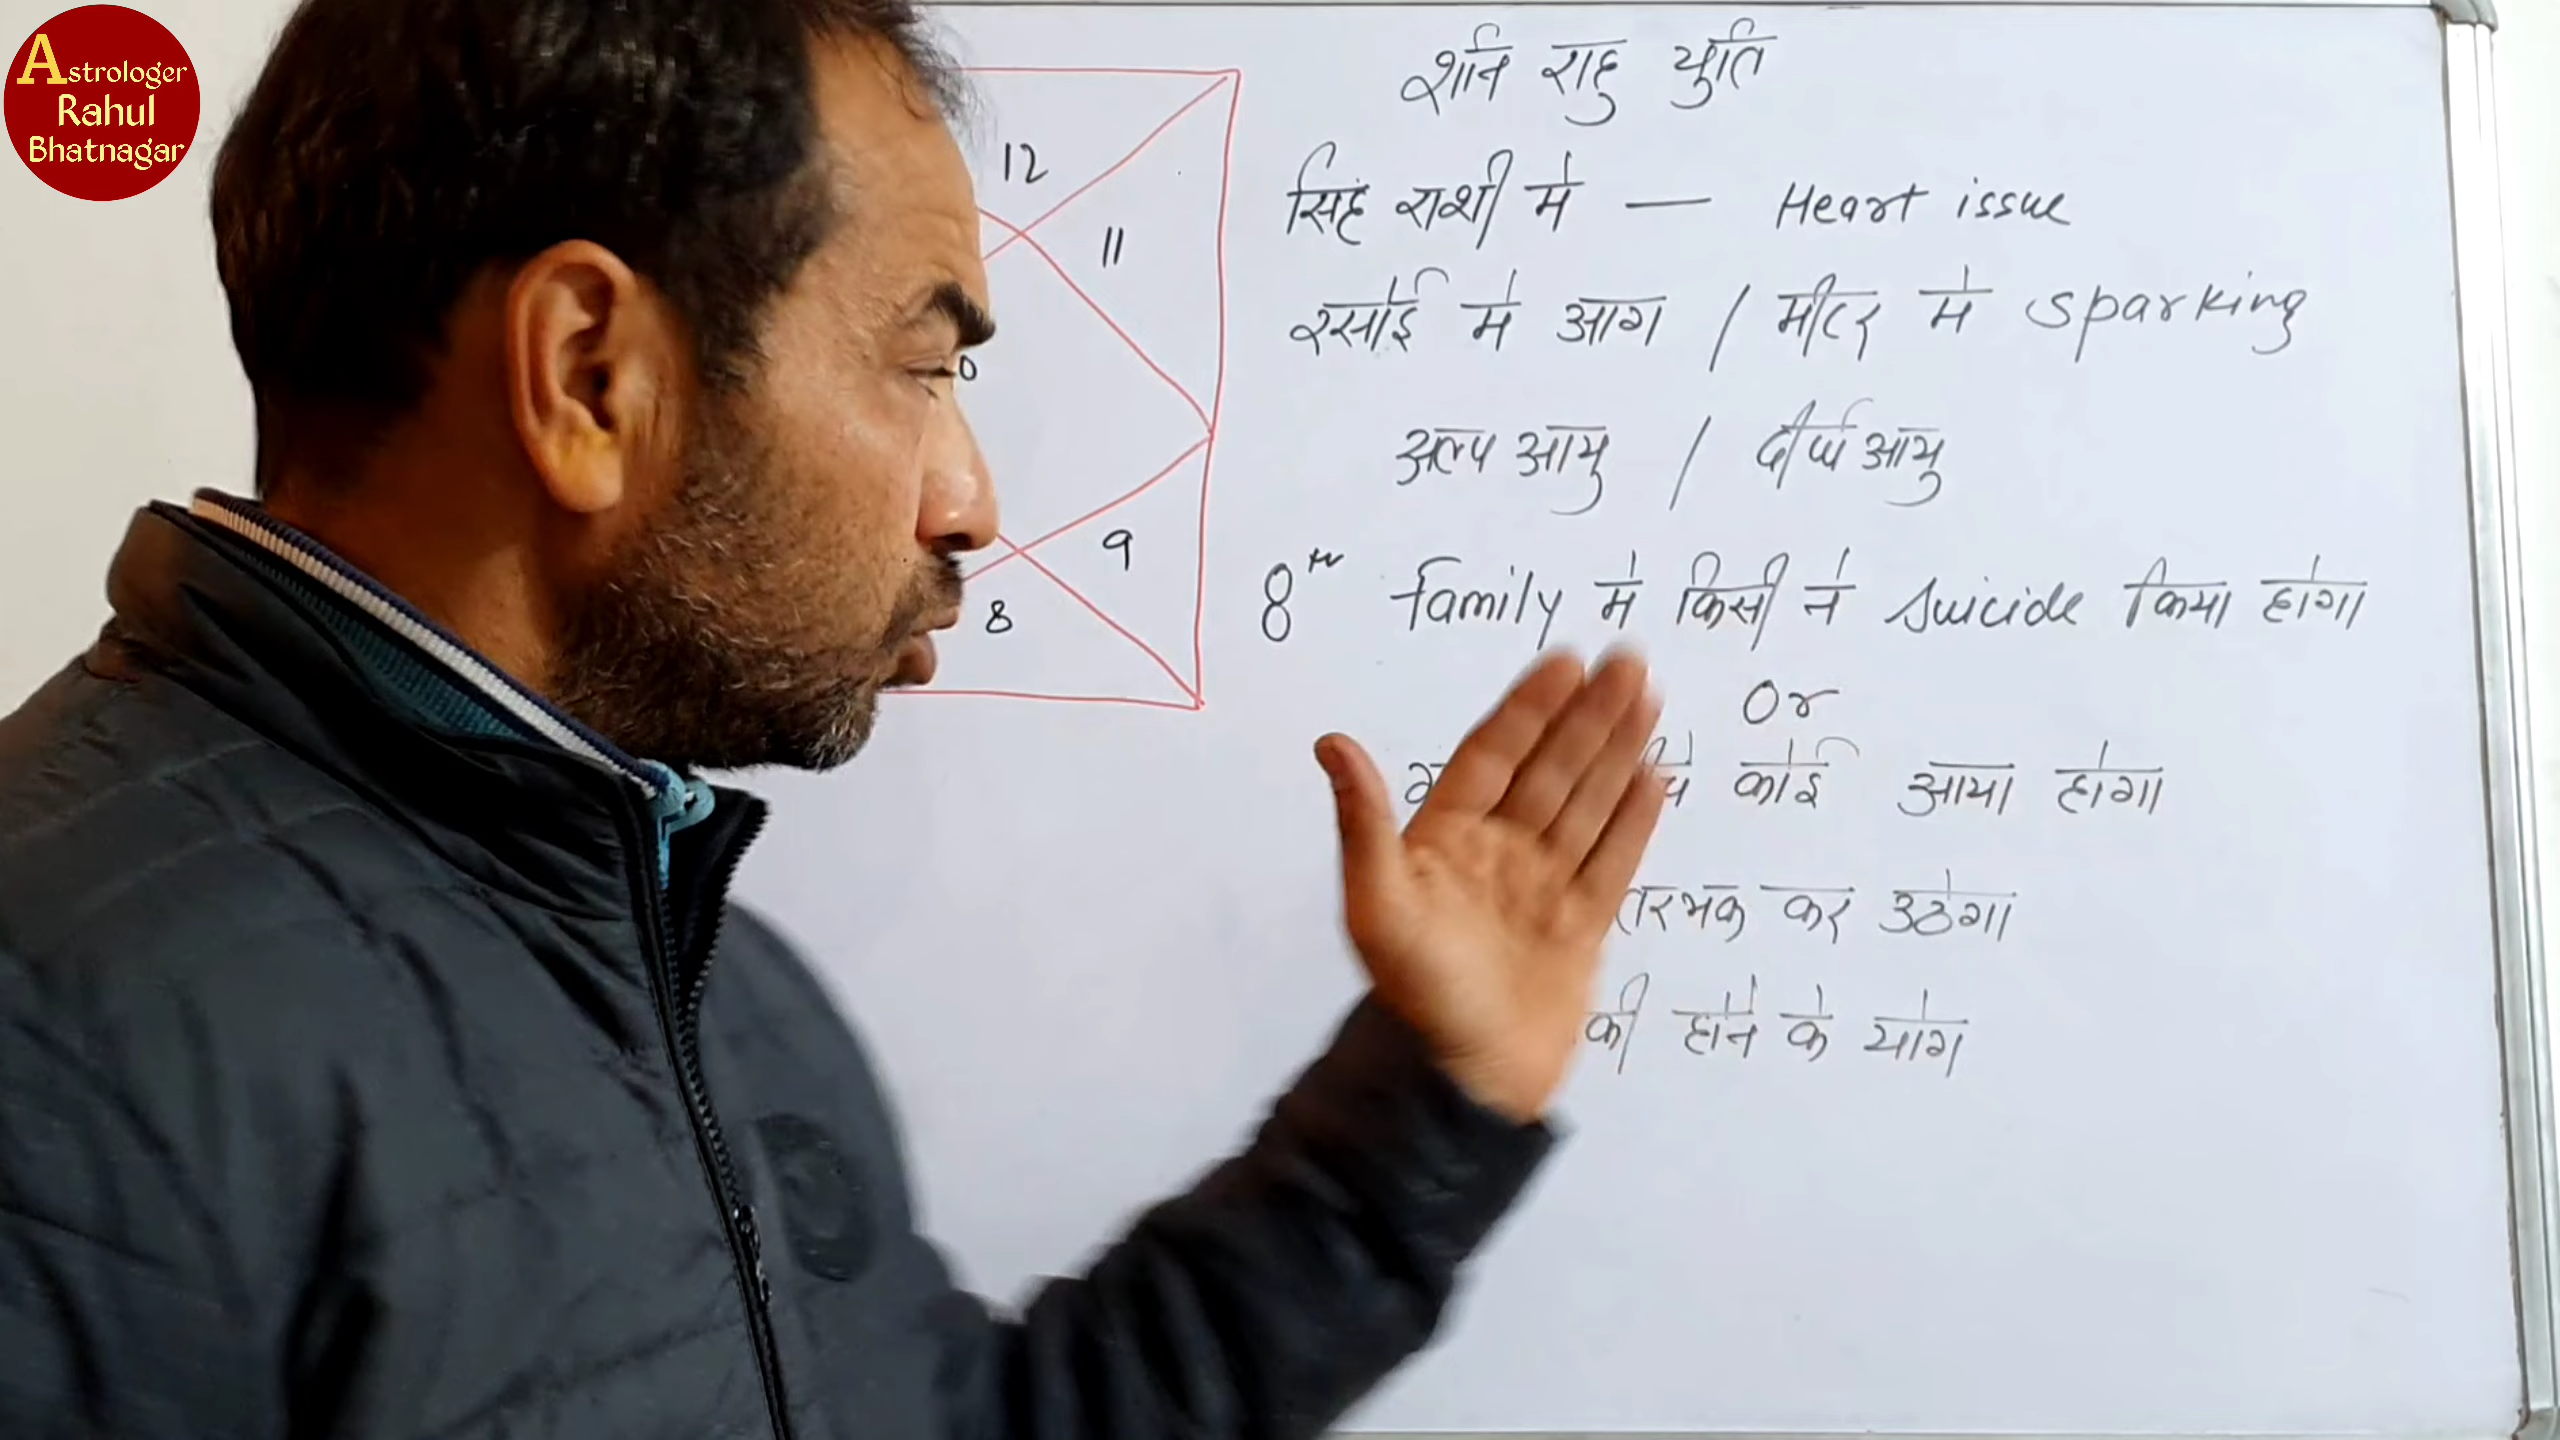 Astrologer
Rahul
Bhatnagar
शनि राहु युति
12
सिंह राशी मे — Heart issue
11
रसोई मे आग / मीटर मे sparking
अल्प आयु / दीर्घ आयु
9
8
8th family मे किसी ने suicide किया होगा
Or
कोई आया होगा
कर उठेगा
की होने के योग